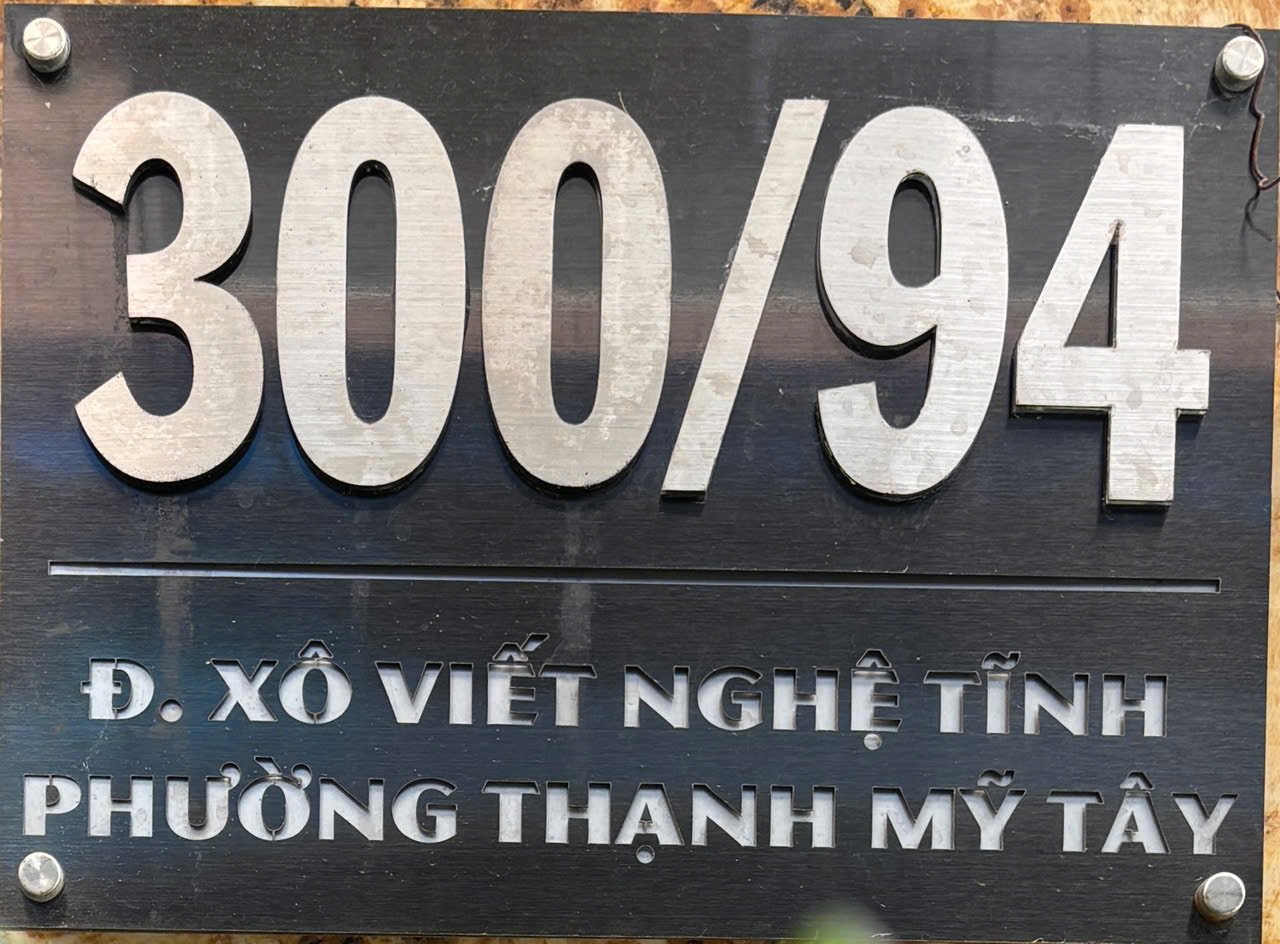 300/94
Đ. XÔ VIẾT NGHỆ TĨNH
PHƯỜNG THẠNH MỸ TÂY